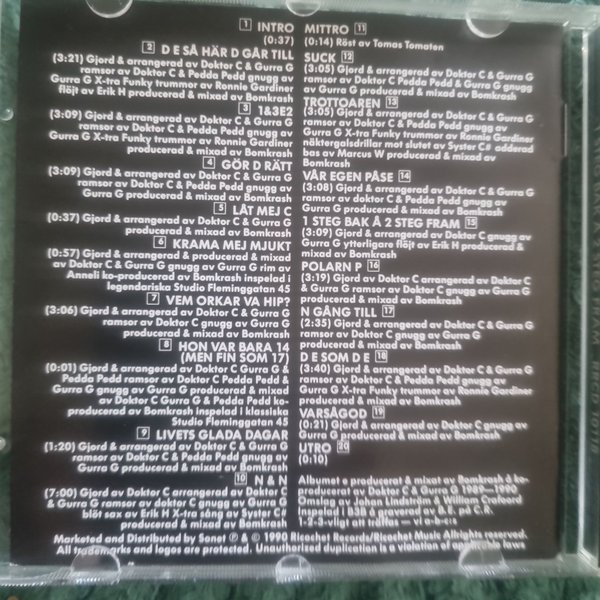 1 INTRO
(0:37)
2 D E SÅ HÄR D GÅR TILL
(3:21) Gjord & arrangerad av Doktor C & Gurra G
ramsor av Doktor C & Pedda Pedd gnugg av
Gurra G X-tra Funky trummor av Ronnie Gardiner
flöjt av Erik H producerad & mixad av Bomkrash
3 1&3E2
(3:09) Gjord & arrangerad av Doktor C & Gurra G
ramsor av Doktor C & Pedda Pedd gnugg av
Gurra G X-tra Funky trummor av Ronnie Gardiner
producerad & mixad av Bomkrash
4 GÖR D RÄTT
(3:09) Gjord & arrangerad av Doktor C & Gurra G
ramsor av Doktor C & Pedda Pedd gnugg av
Gurra G producerad & mixad av Bomkrash
5 LÅT MEJ C
(0:37) Gjord & arrangerad av Doktor C & Gurra G
producerad & mixad av Bomkrash
6 KRAMA MEJ MJUKT
(0:57) Gjord & arrangerad & producerad & mixad
av Doktor C & Gurra G gnugg av Gurra G rim av
Anneli ko-producerad av Bomkrash inspelad i
legendariska Studio Fleminggatan 45
7 VEM ORKAR VA HIP?
(3:06) Gjord & arrangerad av Doktor C & Gurra G
ramsor av Doktor C gnugg av Gurra G
producerad & mixad av Bomkrash
8 HON VAR BARA 14
(MEN FIN SOM 17)
(0:01) Gjord & arrangerad av Doktor C Gurra G &
Pedda Pedd ramsor av Doktor C Pedda Pedd &
Gurra G gnugg av Gurra G producerad & mixad
av Doktor C Gurra G & Pedda Pedd ko-
producerad av Bomkrash inspelad i klassiska
Studio Fleminggatan 45
9 LIVETS GLADA DAGAR
(1:20) Gjord & arrangerad av Doktor C & Gurra G
ramsor av Doktor C & Pedda Pedd gnugg av
Gurra G producerad & mixad av Bomkrash
10 N & N
(7:00) Gjord av Doktor C arrangerad av Doktor C
& Gurra G ramsor av doktor C gnugg av Gurra G
blöt sax av Erik H X-tra sång av Syster C#
producerad & mixad av Bomkrash
MITTRO 11
(0:14) Röst av Tomas Tomaten
SUCK 12
(3:05) Gjord & arrangerad av Doktor C & Gurra G
ramsor av Pedda Pedd & Gurra G gnugg av
Gurra G producerad & mixad av Bomkrash
TROTTOAREN 13
(3:05) Gjord & arrangerad av Doktor C & Gurra G
ramsor av Doktor C & Pedda Pedd gnugg av
Gurra G X-tra Funky trummor av Ronnie Gardiner
näktergalsdrillar mot slutet av Syster C# adderad
bas av Marcus W producerad & mixad av
Bomkrash
VÅR EGEN PÅSE 14
(3:08) Gjord & arrangerad av Doktor C & Gurra G
ramsor av Doktor C & Pedda Pedd gnugg av
Gurra G producerad & mixad av Bomkrash
1 STEG BAK Å 2 STEG FRAM 15
(3:09) Gjord & arrangerad av Doktor C gnugg av
Gurra G ytterligare flöjt av Erik H producerad &
mixad av Bomkrash
POLARN P 16
(3:19) Gjord av Doktor C arrangerad av Doktor C
& Gurra G ramsor av Pedda Pedd gnugg av
Gurra G producerad & mixad av Bomkrash
N GÅNG TILL 17
(2:35) Gjord & arrangerad av Doktor C & Gurra G
ramsor av Doktor C gnugg av Gurra G
producerad & mixad av Bomkrash
D E SOM D E 18
(3:40) Gjord & arrangerad av Doktor C & Gurra G
ramsor av Doktor C & Pedda Pedd gnugg av
Gurra G X-tra Funky trummor av Ronnie Gardiner
producerad & mixad av Bomkrash
VARSÅGOD 19
(0:21) Gjord & arrangerad av Doktor C gnugg av
Gurra G producerad & mixad av Bomkrash
UTRO 20
(0:10)
Albumet e producerat & mixat av Bomkrash & ko-
producerat av Doktor C & Gurra G 1989–1990
Omslag av Johan Lindström & William Crafoord
inspelad i B3B & graverad av B.E. på C.R.
1-2-3-vligt att träffas — vi a-b-c:s
Marketed and Distributed by Sonet ℗ & © 1990 Ricochet Records/Ricochet Music Allrights reserved.
All trademarks and logos are protected. Unauthorized duplication is a violation of applicable laws